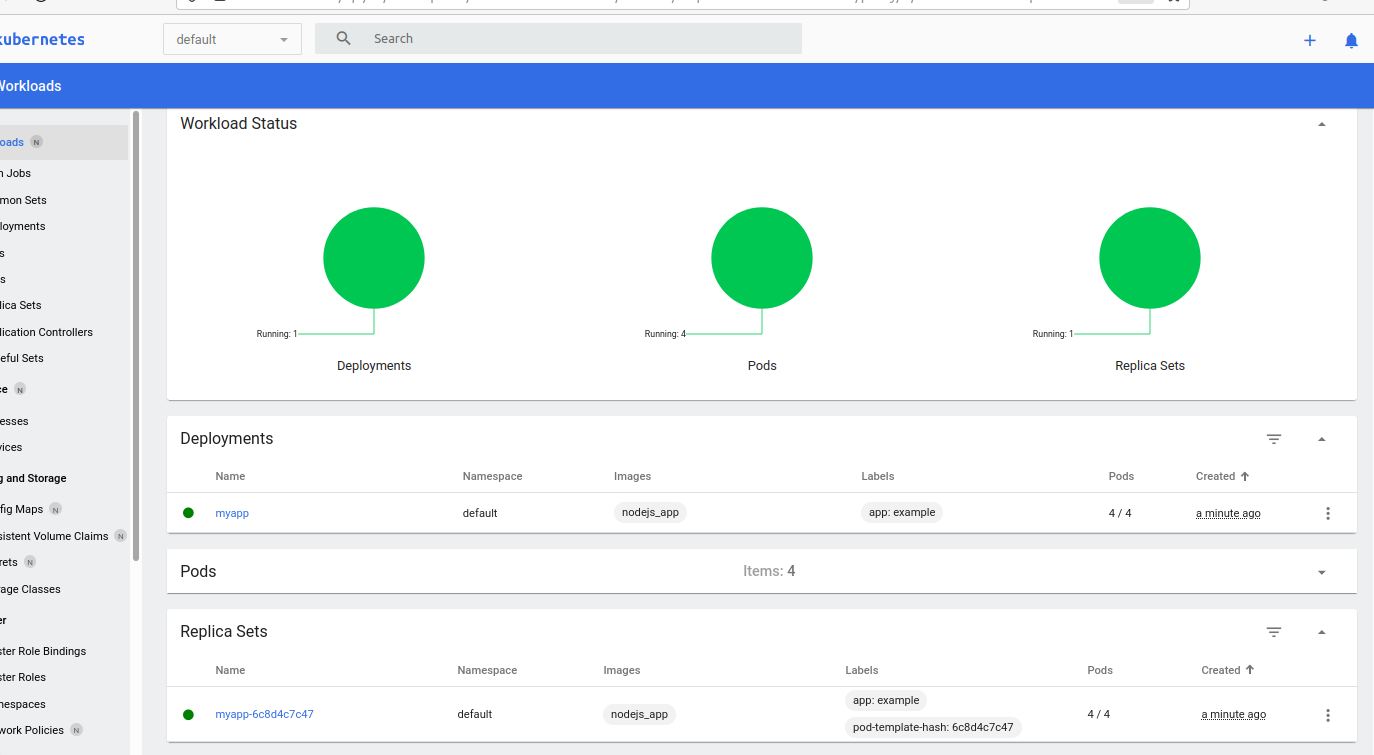 kubernetes
default
Search
Workloads
oads N
n Jobs
mon Sets
loyments
s
s
lica Sets
lication Controllers
eful Sets
ce N
esses
vices
g and Storage
fig Maps N
sistent Volume Claims N
rets N
rage Classes
er
ster Role Bindings
ster Roles
nespaces
work Policies N
Workload Status
Running: 1
Running: 4
Running: 1
Deployments
Pods
Replica Sets
Deployments
Name Namespace Images Labels Pods Created
myapp default nodejs_app app: example 4 / 4 a minute ago
Pods Items: 4
Replica Sets
Name Namespace Images Labels Pods Created
app: example
myapp-6c8d4c7c47 default nodejs_app 4 / 4 a minute ago
pod-template-hash: 6c8d4c7c47